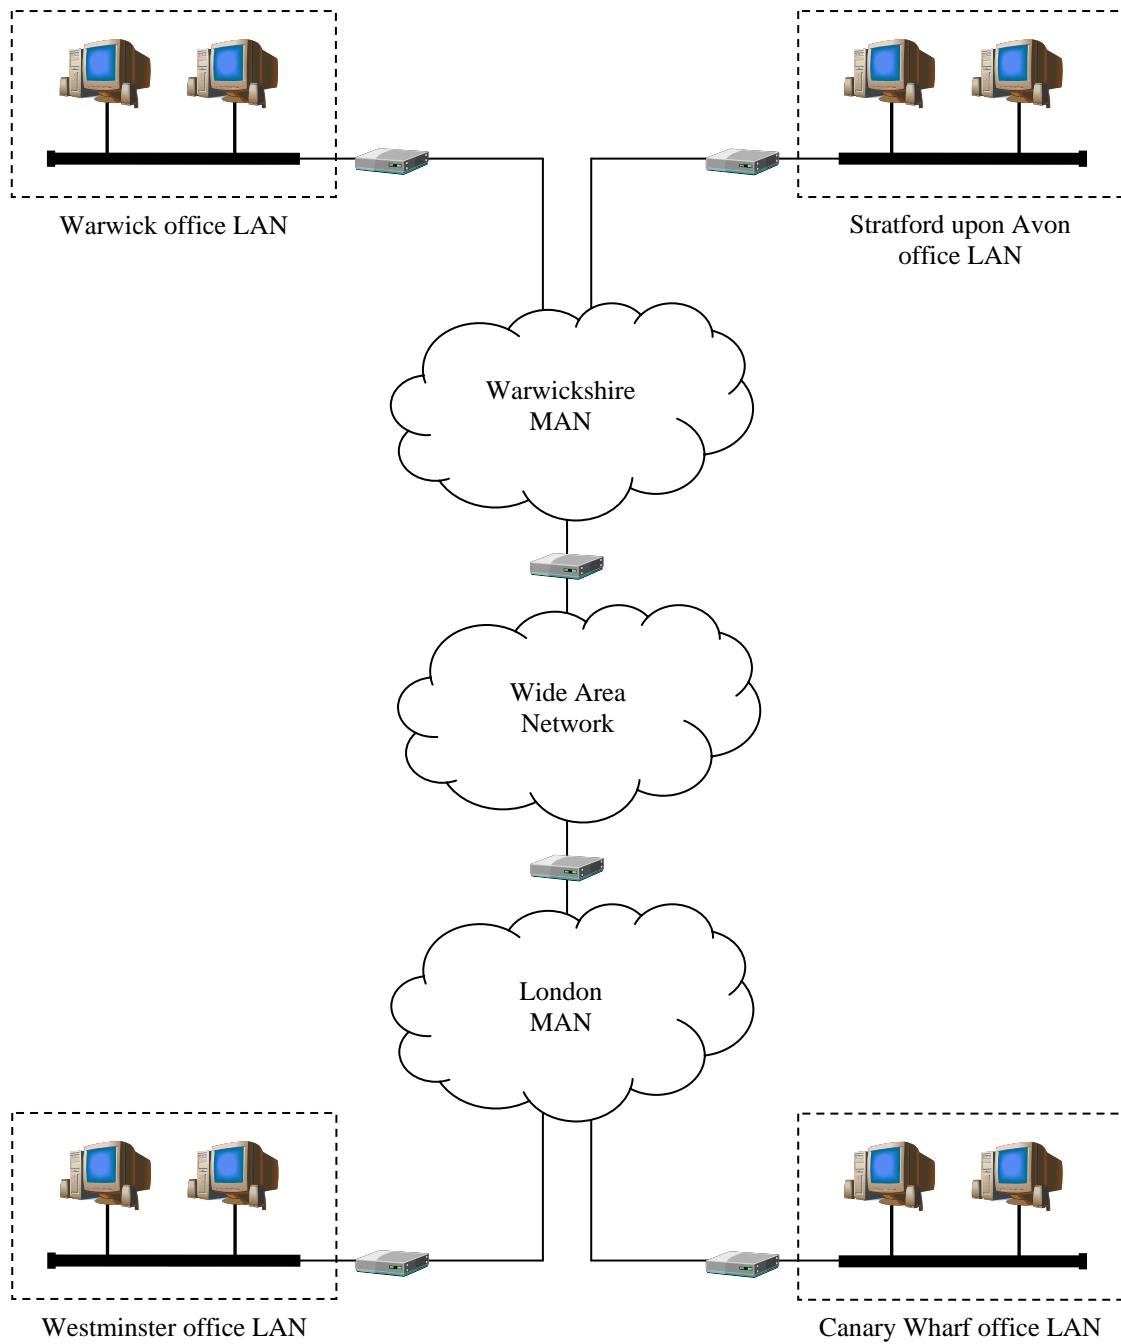 Warwick office LAN
Stratford upon Avon
office LAN
Warwickshire
MAN
Wide Area
Network
London
MAN
Westminster office LAN
Canary Wharf office LAN